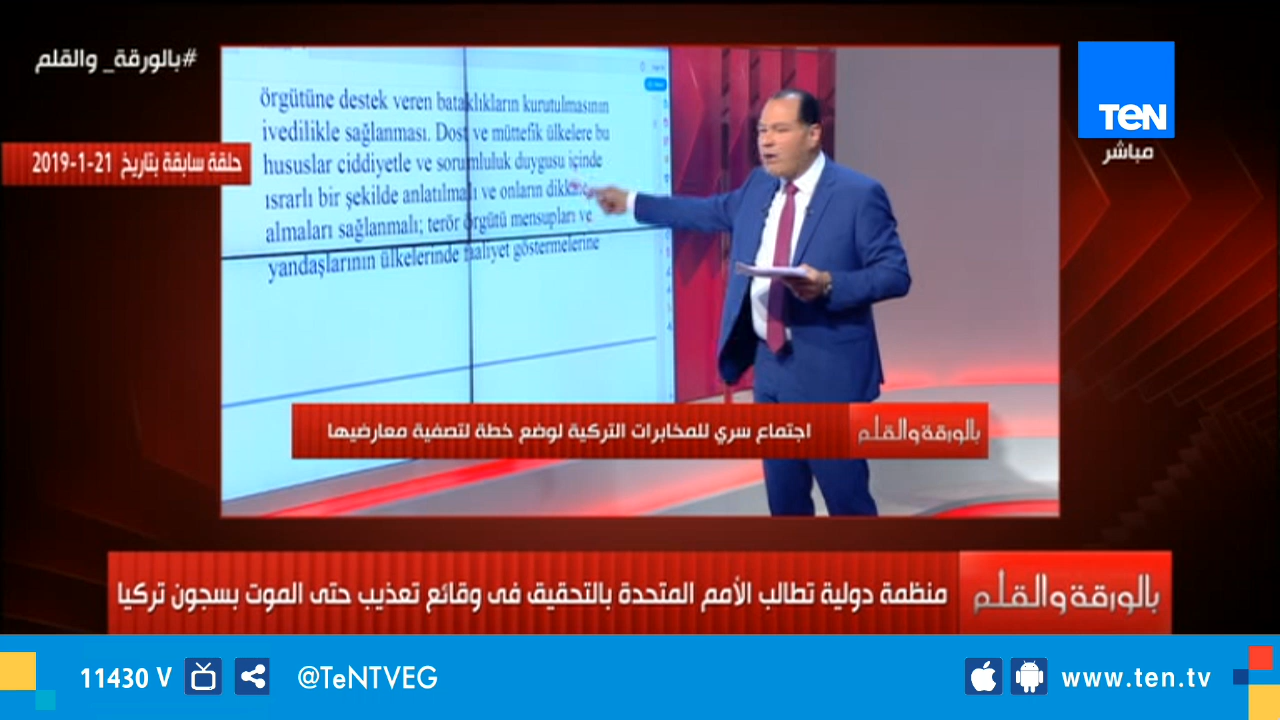 #بالورقة_ والقلم
TEN
مباشر
حلقة سابقة بتاريخ 21-1-2019
örgütüne destek veren bataklıkların kurutulmasının
ivedilikle sağlanması. Dost ve müttefik ülkelere bu
hususlar ciddiyetle ve sorumluluk duygusu içinde
ısrarlı bir şekilde anlatılmalı ve onların
almaları sağlanmalı; terör örgütü mensupları ve
yandaşlarının ülkelerinde faaliyet göstermelerine
بالورقة والقلم
اجتماع سري للمخابرات التركية لوضع خطة لتصفية معارضيها
بالورقة والقلم
منظمة دولية تطالب الأمم المتحدة بالتحقيق فى وقائع تعذيب حتى الموت بسجون تركيا
11430 V
@TeNTVEG
www.ten.tv